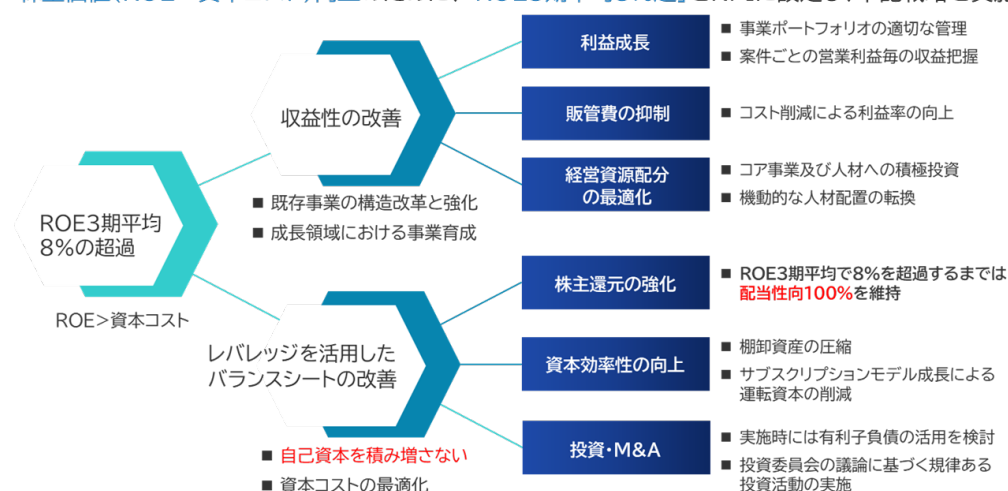 ROE3期平均
8%の超過
ROE>資本コスト
収益性の改善
■ 既存事業の構造改革と強化
■ 成長領域における事業育成
利益成長
■ 事業ポートフォリオの適切な管理
■ 案件ごとの営業利益毎の収益把握
販管費の抑制
■ コスト削減による利益率の向上
経営資源配分
の最適化
■ コア事業及び人材への積極投資
■ 機動的な人材配置の転換
レバレッジを活用した
バランスシートの改善
■ 自己資本を積み増さない
■ 資本コストの最適化
株主還元の強化
■ ROE3期平均で8%を超過するまでは
配当性向100%を維持
資本効率性の向上
■ 棚卸資産の圧縮
■ サブスクリプションモデル成長による
運転資本の削減
投資・M&A
■ 実施時には有利子負債の活用を検討
■ 投資委員会の議論に基づく規律ある
投資活動の実施